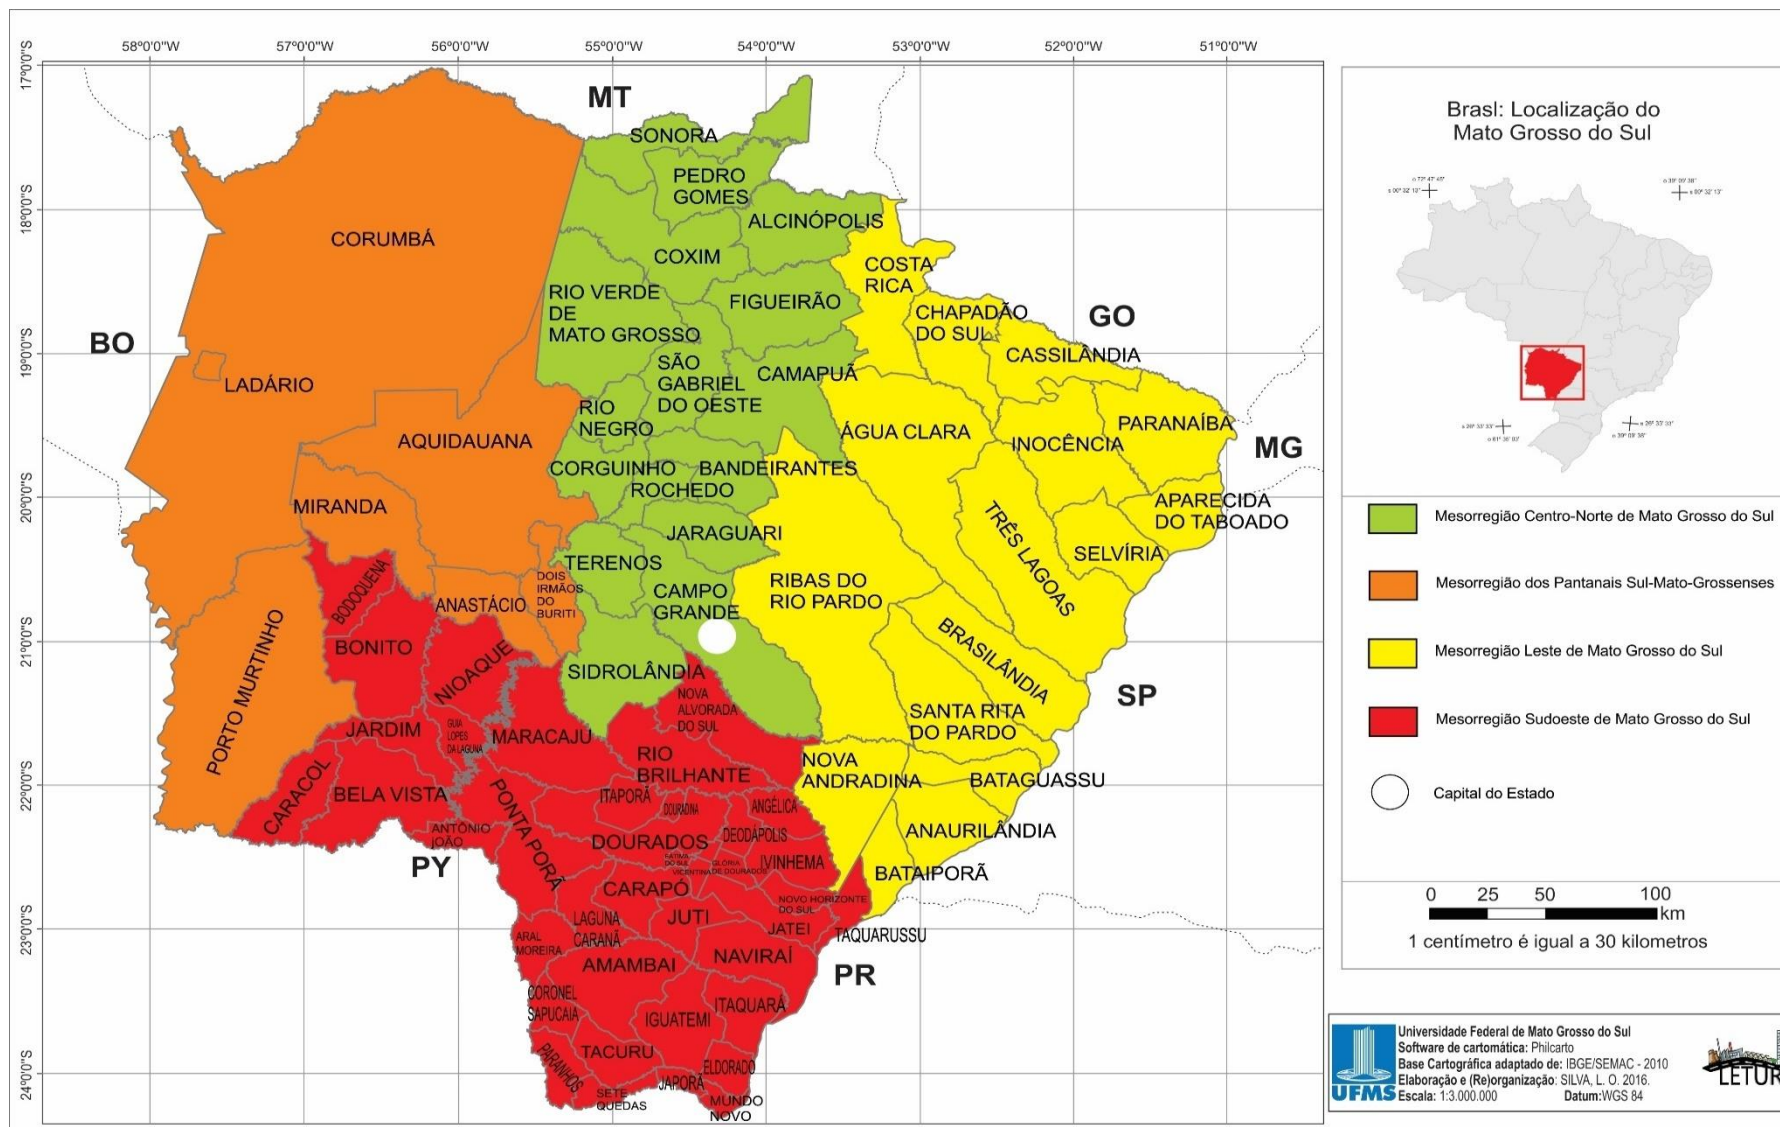 58°0'0"W
57°0'0"W
56°0'0"W
55°0'0"W
54°0'0"W
53°0'0"W
52°0'0"W
51°0'0"W
17°0'0"S
18°0'0"S
19°0'0"S
20°0'0"S
21°0'0"S
22°0'0"S
23°0'0"S
24°0'0"S
MT
BO
GO
MG
SP
PR
PY
SONORA
PEDRO
GOMES
ALCINÓPOLIS
CORUMBÁ
COXIM
COSTA
RICA
RIO VERDE
DE
MATO GROSSO
FIGUEIRÃO
CHAPADÃO
DO SUL
CASSILÂNDIA
LADÁRIO
SÃO
GABRIEL
DO OESTE
CAMAPUÃ
RIO
NEGRO
PARANAÍBA
AQUIDAUANA
ÁGUA CLARA
INOCÊNCIA
CORGUINHO
BANDEIRANTES
ROCHEDO
MIRANDA
APARECIDA
DO TABOADO
JARAGUARI
TRÊS LAGOAS
SELVÍRIA
TERENOS
BODOQUENA
DOIS
IRMÃOS
DO
BURITI
ANASTÁCIO
CAMPO
GRANDE
RIBAS DO
RIO PARDO
BONITO
BRASILÂNDIA
PORTO MURTINHO
NIOAQUE
SIDROLÂNDIA
NOVA
ALVORADA
DO SUL
SANTA RITA
DO PARDO
JARDIM
GUIA
LOPES
DA LAGUNA
MARACAJU
RIO
BRILHANTE
NOVA
ANDRADINA
BATAGUASSU
CARACOL
BELA VISTA
PONTA PORÃ
ITAPORÃ
DOURADINA
ANGÉLICA
ANTÔNIO
JOÃO
DOURADOS
DEODÁPOLIS
ANAURILÂNDIA
FÁTIMA
DO SUL
VICENTINA
GLÓRIA
DE DOURADOS
IVINHEMA
BATAIPORÃ
CARAPÓ
NOVO HORIZONTE
DO SUL
LAGUNA
CARANÃ
JUTI
JATEI
TAQUARUSSU
ARAL
MOREIRA
AMAMBAI
NAVIRAÍ
CORONEL
SAPUCAIA
ITAQUARÁ
IGUATEMI
PARANHOS
TACURU
ELDORADO
JAPORÃ
SETE
QUEDAS
MUNDO
NOVO
Brasl: Localização do
Mato Grosso do Sul
Mesorregião Centro-Norte de Mato Grosso do Sul
Mesorregião dos Pantanais Sul-Mato-Grossenses
Mesorregião Leste de Mato Grosso do Sul
Mesorregião Sudoeste de Mato Grosso do Sul
Capital do Estado
0 25 50 100
km
1 centímetro é igual a 30 kilometros
UFMS
Universidade Federal de Mato Grosso do Sul
Software de cartomática: Philcarto
Base Cartográfica adaptado de: IBGE/SEMAC - 2010
Elaboração e (Re)organização: SILVA, L. O. 2016.
Escala: 1:3.000.000 Datum:WGS 84